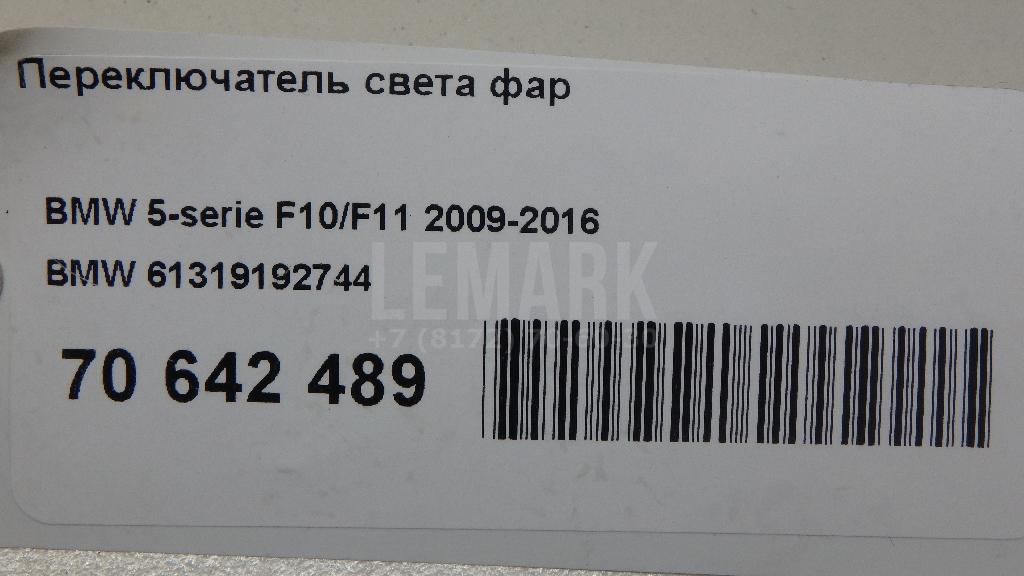 Переключатель света фар
BMW 5-serie F10/F11 2009-2016
BMW 61319192744
LEMARK
70 642 489